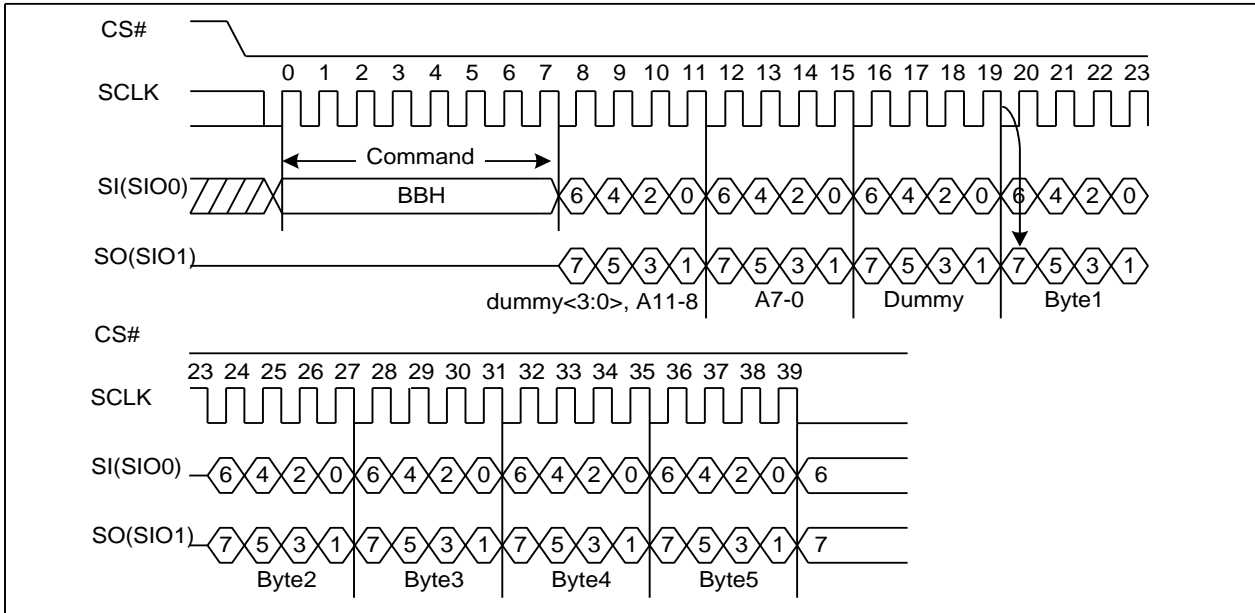 CS#
0 1 2 3 4 5 6 7 8 9 10 11 12 13 14 15 16 17 18 19 20 21 22 23
SCLK
Command
SI(SIO0) BBH 6 4 2 0 6 4 2 0 6 4 2 0 6 4 2 0
SO(SIO1) 7 5 3 1 7 5 3 1 7 5 3 1 7 5 3 1
dummy<3:0>, A11-8 A7-0 Dummy Byte1
CS#
23 24 25 26 27 28 29 30 31 32 33 34 35 36 37 38 39
SCLK
SI(SIO0) 6 4 2 0 6 4 2 0 6 4 2 0 6 4 2 0 6
SO(SIO1) 7 5 3 1 7 5 3 1 7 5 3 1 7 5 3 1 7
Byte2 Byte3 Byte4 Byte5